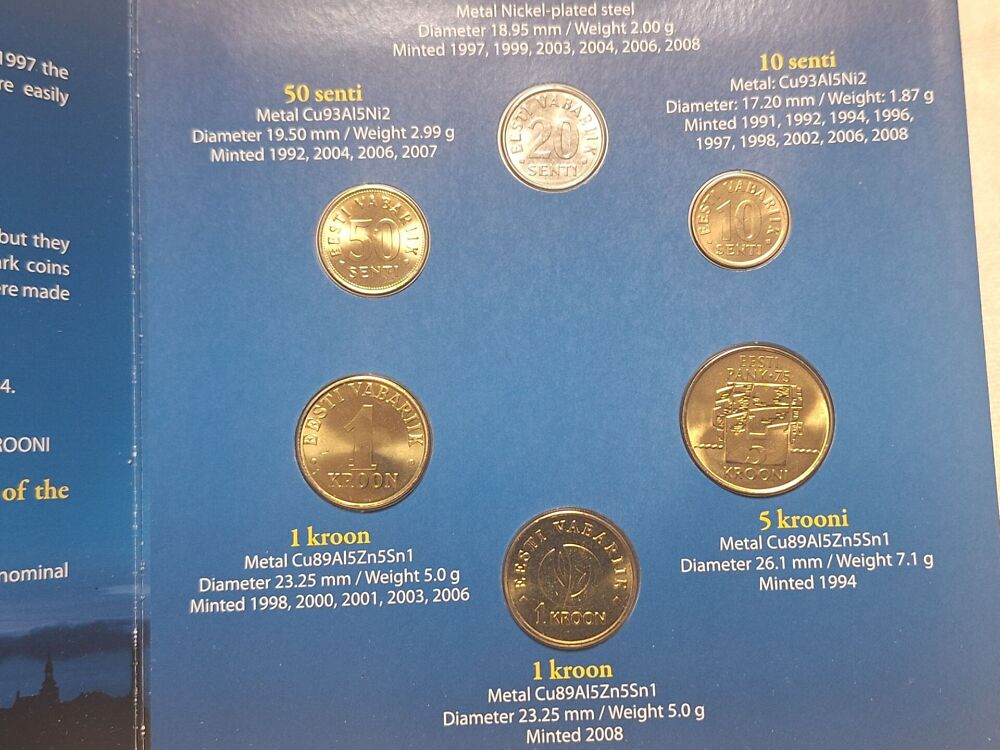 1997 the
re easily
but they
rk coins
re made
4.
ROONI
of the
nominal
Metal Nickel-plated steel
Diameter 18.95 mm / Weight 2.00 g
Minted 1997, 1999, 2003, 2004, 2006, 2008
50 senti
Metal Cu93Al5Ni2
Diameter 19.50 mm / Weight 2.99 g
Minted 1992, 2004, 2006, 2007
10 senti
Metal: Cu93Al5Ni2
Diameter: 17.20 mm / Weight: 1.87 g
Minted 1991, 1992, 1994, 1996,
1997, 1998, 2002, 2006, 2008
EESTI VABARIIK
20
SENTI
EESTI VABARIIK
50
SENTI
EESTI VABARIIK
10
SENTI
EESTI VABARIIK
1
KROON
EESTI
PANK·75
5
KROONI
1 kroon
Metal Cu89Al5Zn5Sn1
Diameter 23.25 mm / Weight 5.0 g
Minted 1998, 2000, 2001, 2003, 2006
5 krooni
Metal Cu89Al5Zn5Sn1
Diameter 26.1 mm / Weight 7.1 g
Minted 1994
EESTI VABARIIK
1 KROON
1 kroon
Metal Cu89Al5Zn5Sn1
Diameter 23.25 mm / Weight 5.0 g
Minted 2008